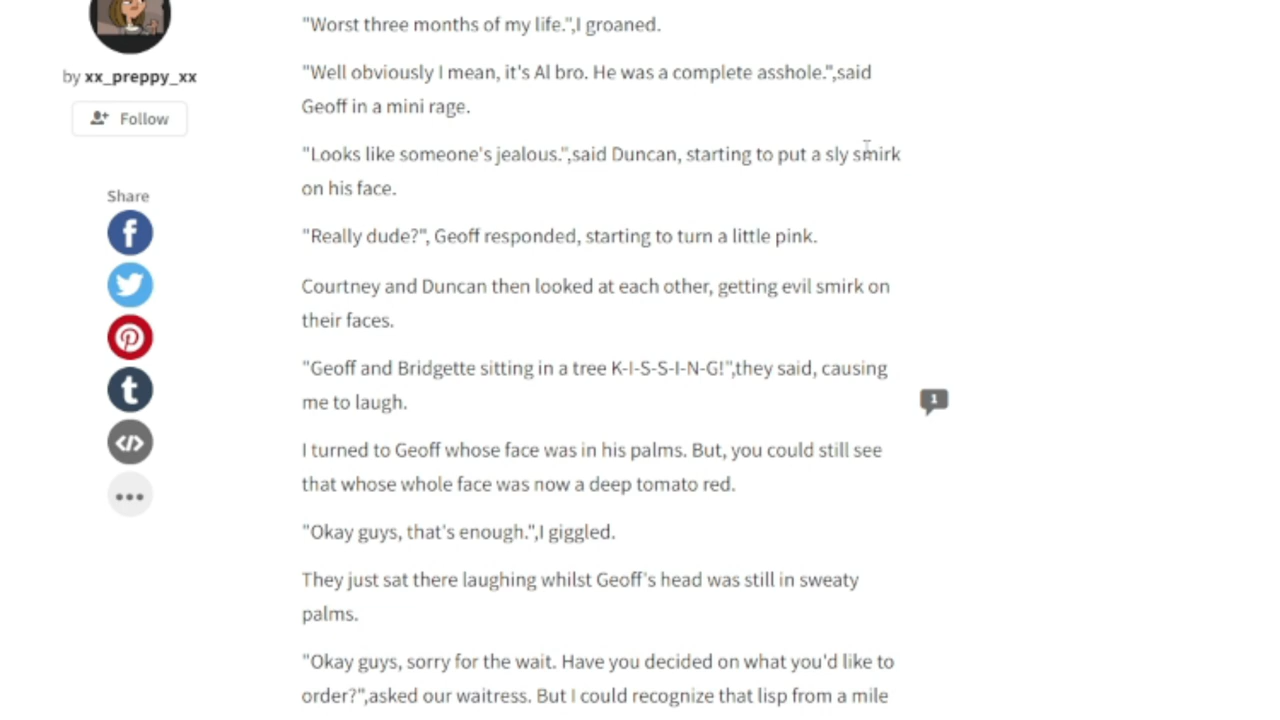 "Worst three months of my life.",I groaned.
"Well obviously I mean, it's Al bro. He was a complete asshole.",said
Geoff in a mini rage.
"Looks like someone's jealous.",said Duncan, starting to put a sly smirk
on his face.
"Really dude?", Geoff responded, starting to turn a little pink.
Courtney and Duncan then looked at each other, getting evil smirk on
their faces.
"Geoff and Bridgette sitting in a tree K-I-S-S-I-N-G!",they said, causing
me to laugh.
I turned to Geoff whose face was in his palms. But, you could still see
that whose whole face was now a deep tomato red.
"Okay guys, that's enough.",I giggled.
They just sat there laughing whilst Geoff's head was still in sweaty
palms.
"Okay guys, sorry for the wait. Have you decided on what you'd like to
order?",asked our waitress. But I could recognize that lisp from a mile
by xx_preppy_xx
Follow
Share
f
t
</>
1